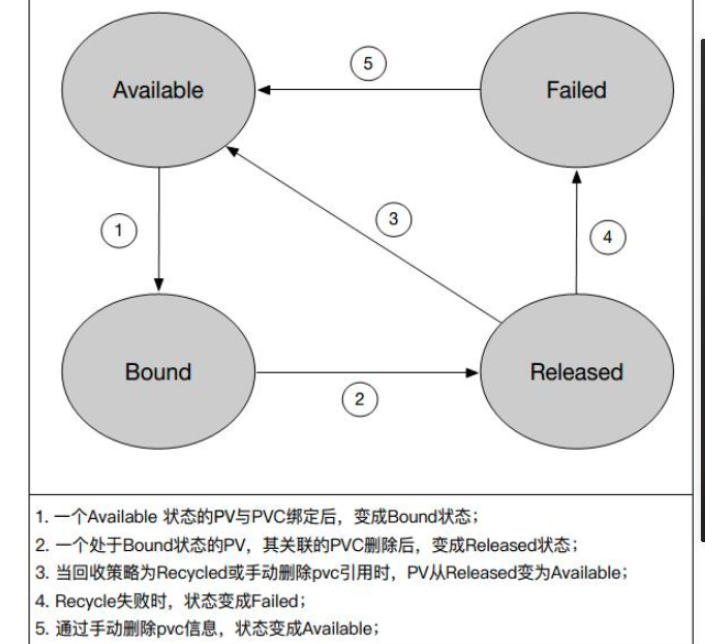 Available
5
Failed
1
3
4
Bound
2
Released
1. 一个Available 状态的PV与PVC绑定后，变成Bound状态；
2. 一个处于Bound状态的PV，其关联的PVC删除后，变成Released状态；
3. 当回收策略为Recycled或手动删除pvc引用时，PV从Released变为Available；
4. Recycle失败时，状态变成Failed；
5. 通过手动删除pvc信息，状态变成Available；